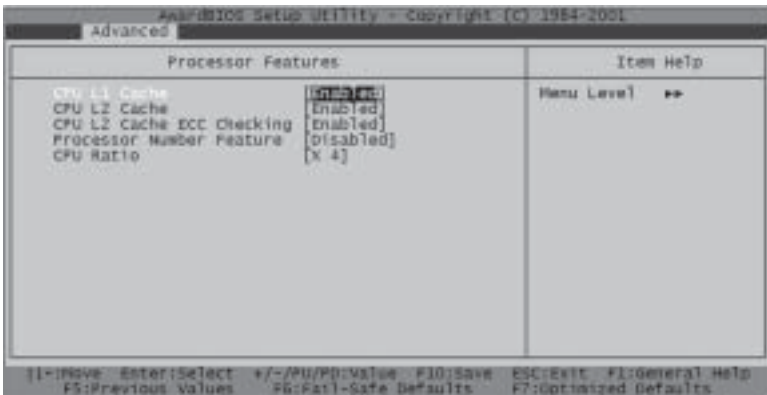 AwardBIOS Setup Utility - Copyright (C) 1984-2001
Advanced
Processor Features
Item Help
CPU L1 Cache [Enabled]
CPU L2 Cache [Enabled]
CPU L2 Cache ECC Checking [Enabled]
Processor Number Feature [Disabled]
CPU Ratio [X 4]
Menu Level ▸▸
:Move Enter:Select +/-/PU/PD:Value F10:Save ESC:Exit F1:General Help
F5:Previous Values F6:Fail-Safe Defaults F7:Optimized Defaults